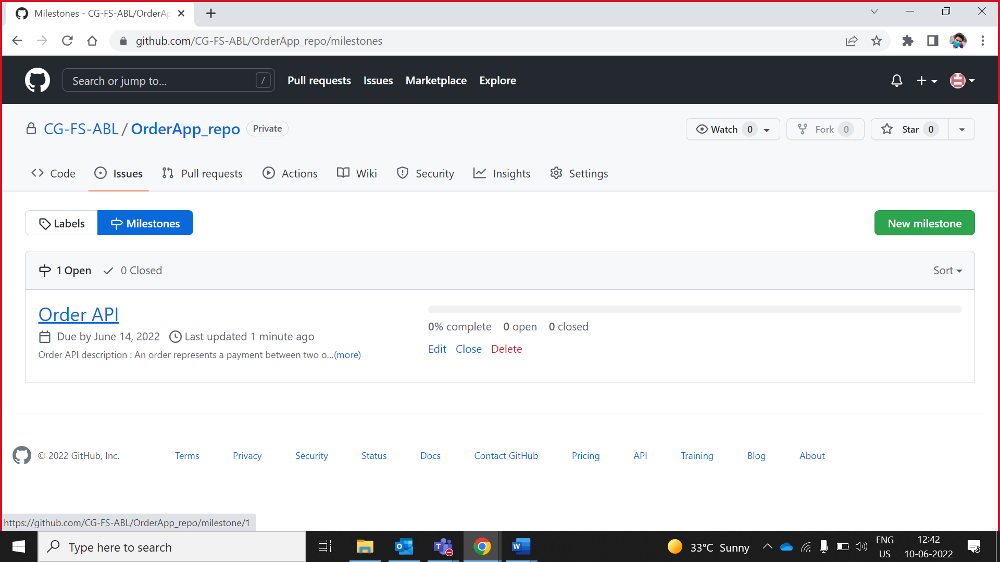 Milestones - CG-FS-ABL/OrderAp
github.com/CG-FS-ABL/OrderApp_repo/milestones
Search or jump to... / Pull requests Issues Marketplace Explore
CG-FS-ABL / OrderApp_repo Private Watch 0 Fork 0 Star 0
Code Issues Pull requests Actions Wiki Security Insights Settings
Labels Milestones New milestone
1 Open 0 Closed Sort
Order API
Due by June 14, 2022 Last updated 1 minute ago
Order API description : An order represents a payment between two o...(more)
0% complete 0 open 0 closed
Edit Close Delete
© 2022 GitHub, Inc. Terms Privacy Security Status Docs Contact GitHub Pricing API Training Blog About
https://github.com/CG-FS-ABL/OrderApp_repo/milestone/1
Type here to search
33°C Sunny
ENG
US
12:42
10-06-2022